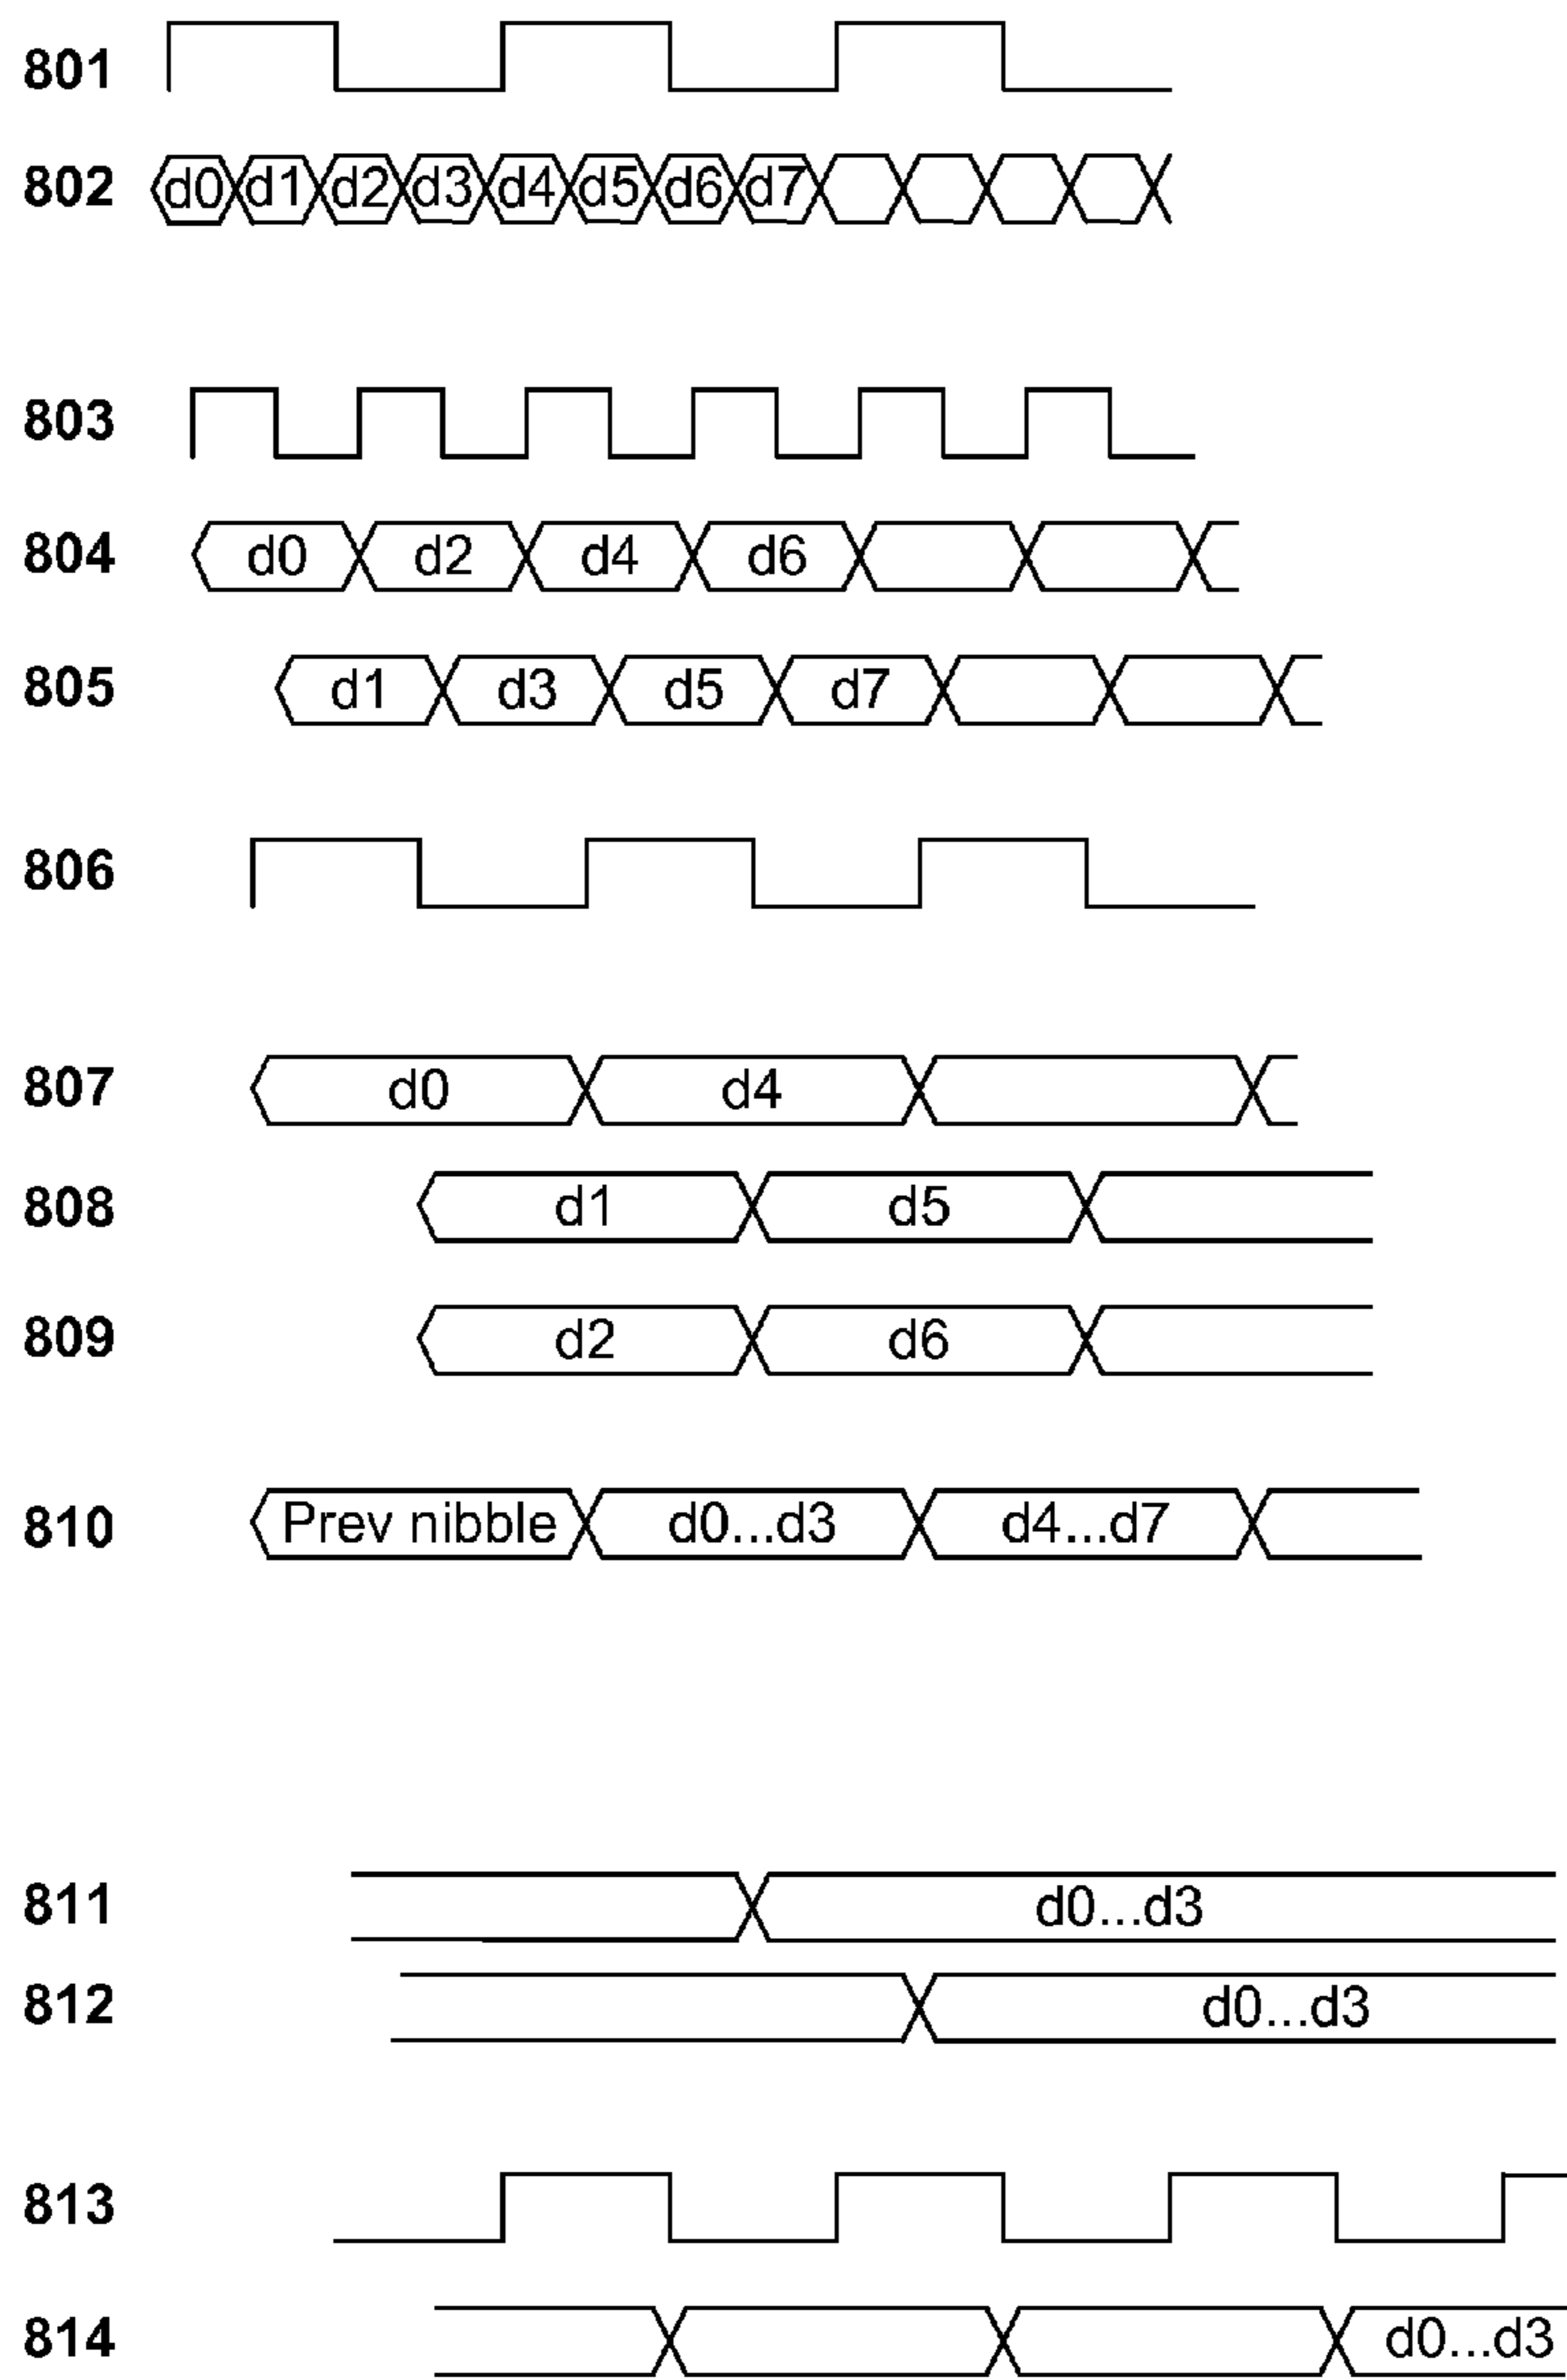 801
802 d0 d1 d2 d3 d4 d5 d6 d7
803
804 d0 d2 d4 d6
805 d1 d3 d5 d7
806
807 d0 d4
808 d1 d5
809 d2 d6
810 Prev nibble d0...d3 d4...d7
811 d0...d3
812 d0...d3
813
814 d0...d3